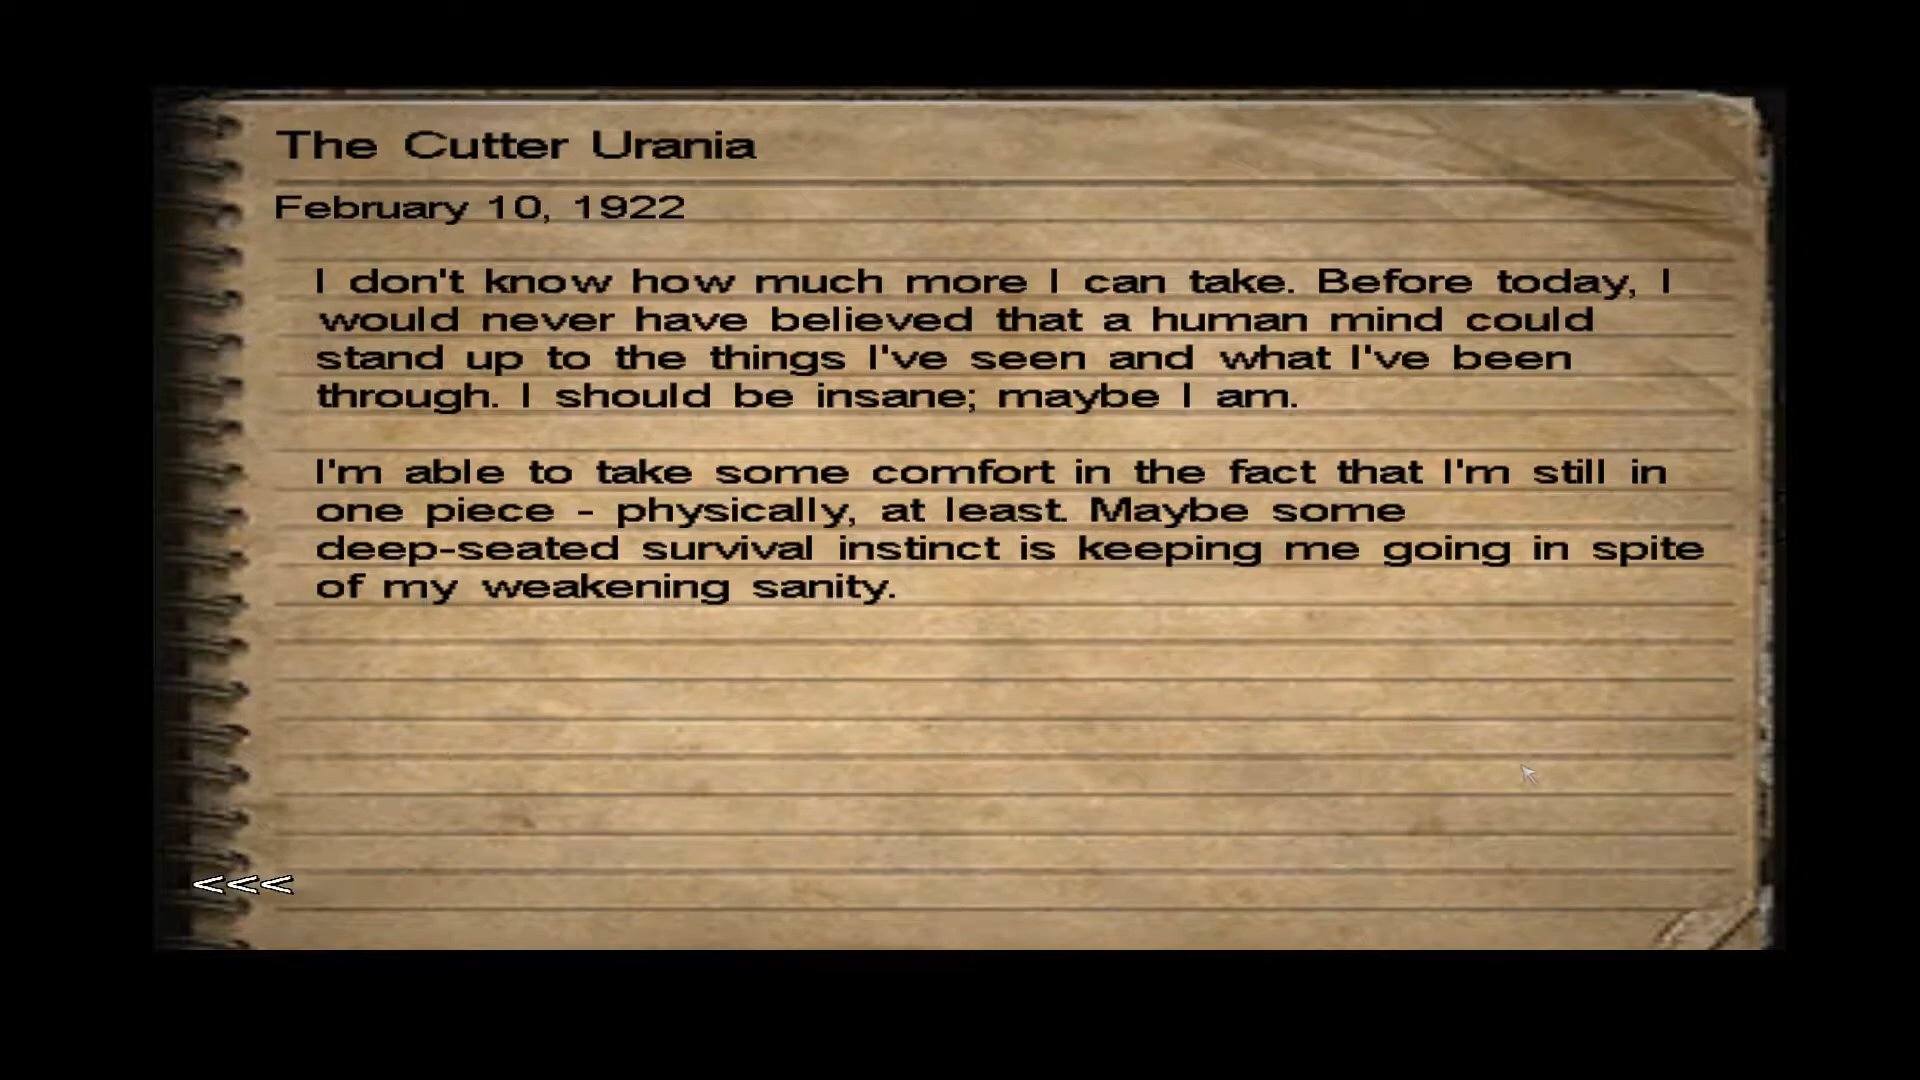 The Cutter Urania
February 10, 1922
I don't know how much more I can take. Before today, I
would never have believed that a human mind could
stand up to the things I've seen and what I've been
through. I should be insane; maybe I am.
I'm able to take some comfort in the fact that I'm still in
one piece - physically, at least. Maybe some
deep-seated survival instinct is keeping me going in spite
of my weakening sanity.
<<<